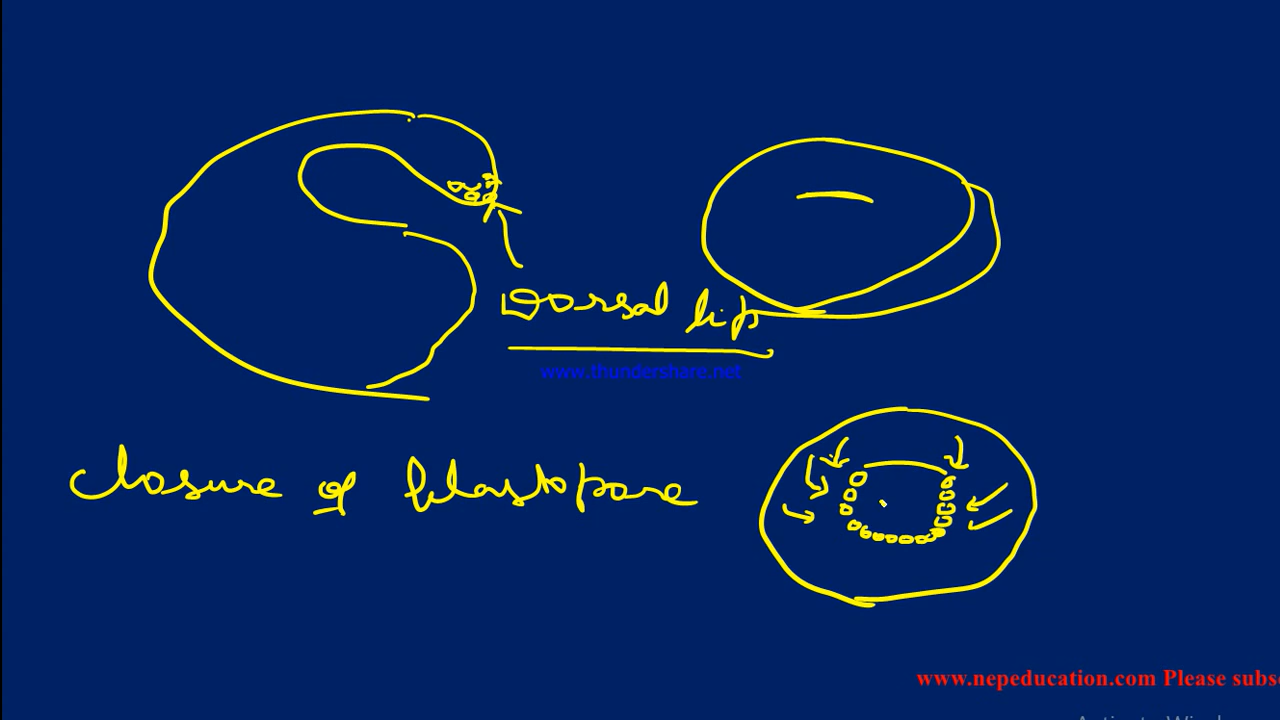 Dorsal lip
www.thundershare.net
Closure of blastopore
www.nepeducation.com Please subs